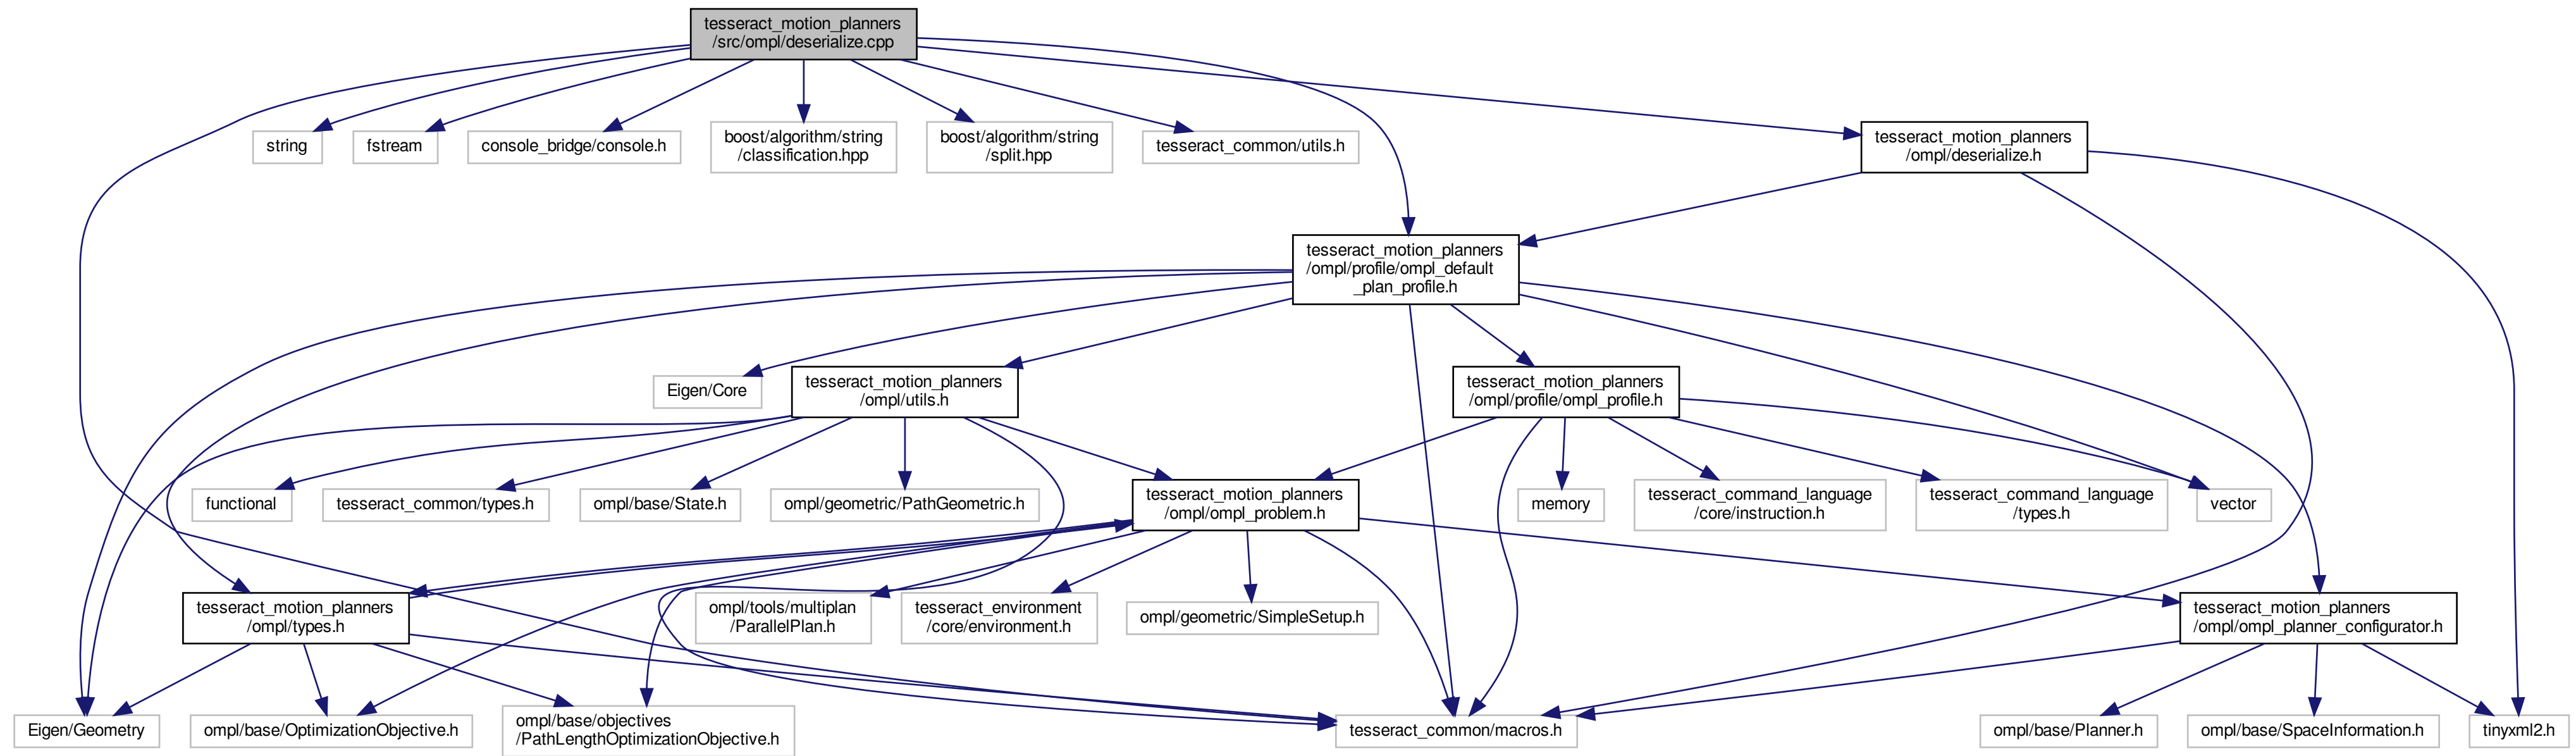 tesseract_motion_planners
/src/ompl/deserialize.cpp
string
fstream
console_bridge/console.h
boost/algorithm/string
/classification.hpp
boost/algorithm/string
/split.hpp
tesseract_common/utils.h
tesseract_motion_planners
/ompl/deserialize.h
tesseract_motion_planners
/ompl/profile/ompl_default
_plan_profile.h
Eigen/Core
tesseract_motion_planners
/ompl/utils.h
tesseract_motion_planners
/ompl/profile/ompl_profile.h
functional
tesseract_common/types.h
ompl/base/State.h
ompl/geometric/PathGeometric.h
tesseract_motion_planners
/ompl/ompl_problem.h
memory
tesseract_command_language
/core/instruction.h
tesseract_command_language
/types.h
vector
tesseract_motion_planners
/ompl/types.h
ompl/tools/multiplan
/ParallelPlan.h
tesseract_environment
/core/environment.h
ompl/geometric/SimpleSetup.h
tesseract_motion_planners
/ompl/ompl_planner_configurator.h
Eigen/Geometry
ompl/base/OptimizationObjective.h
ompl/base/objectives
/PathLengthOptimizationObjective.h
tesseract_common/macros.h
ompl/base/Planner.h
ompl/base/SpaceInformation.h
tinyxml2.h